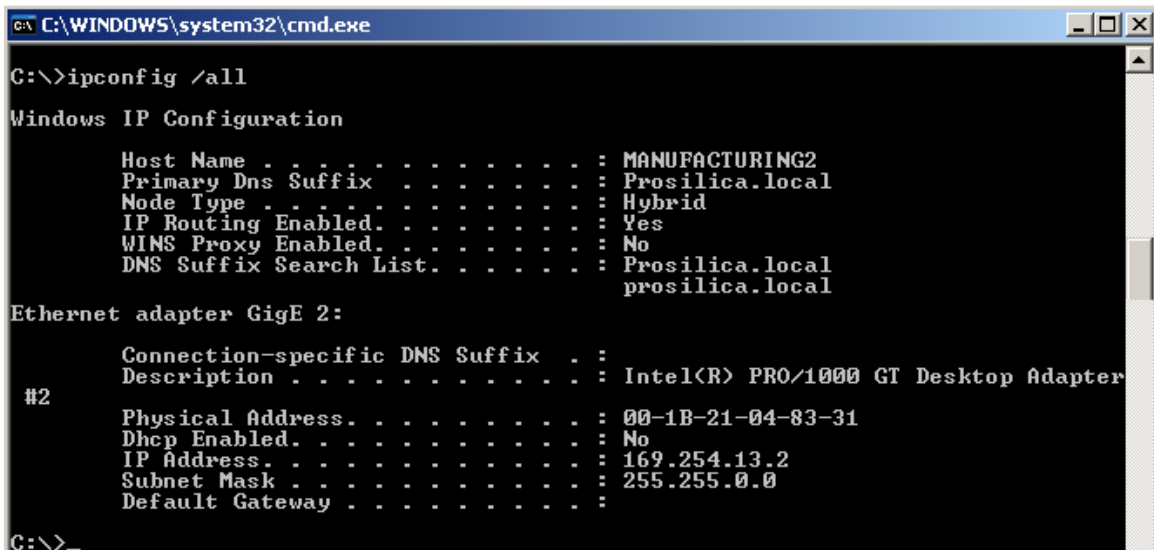 C:\WINDOWS\system32\cmd.exe
C:\>ipconfig /all
Windows IP Configuration
Host Name . . . . . . . . . . . . : MANUFACTURING2
Primary Dns Suffix  . . . . . . . : Prosilica.local
Node Type . . . . . . . . . . . . : Hybrid
IP Routing Enabled. . . . . . . . : Yes
WINS Proxy Enabled. . . . . . . . : No
DNS Suffix Search List. . . . . . : Prosilica.local
prosilica.local
Ethernet adapter GigE 2:
Connection-specific DNS Suffix  . :
Description . . . . . . . . . . . : Intel(R) PRO/1000 GT Desktop Adapter
#2
Physical Address. . . . . . . . . : 00-1B-21-04-83-31
Dhcp Enabled. . . . . . . . . . . : No
IP Address. . . . . . . . . . . . : 169.254.13.2
Subnet Mask . . . . . . . . . . . : 255.255.0.0
Default Gateway . . . . . . . . . :
C:\>_